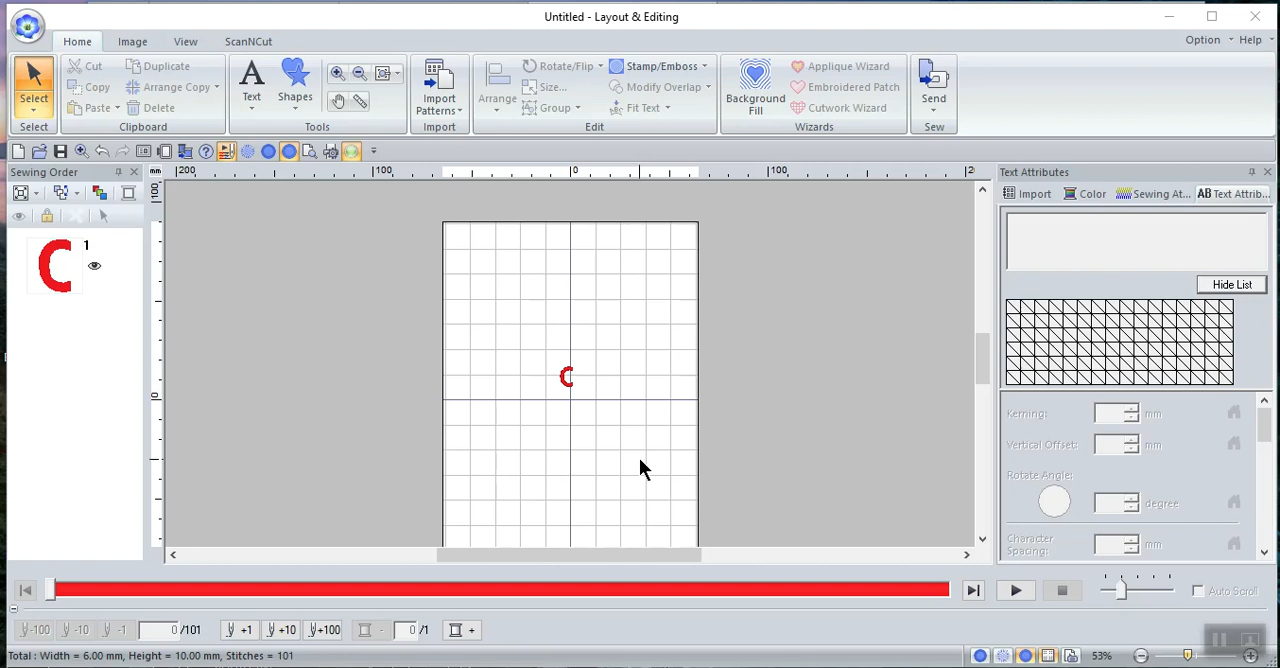 Untitled - Layout & Editing
Home Image View ScanNCut Option Help
Cut Duplicate Rotate/Flip Stamp/Emboss Applique Wizard
Copy Arrange Copy Size... Modify Overlap Embroidered Patch
Select Paste Delete Text Shapes Import Patterns Arrange Group Fit Text Background Fill Cutwork Wizard Send
Select Clipboard Tools Import Edit Wizards Sew
Sewing Order mm 200 100 0 100 2 Text Attributes
Import Color Sewing At... AB Text Attrib...
100
C 1
Hide List
C
0
Kerning: mm
Vertical Offset: mm
Rotate Angle:
degree
Character Spacing: mm
Auto Scroll
-100 -10 -1 0 /101 +1 +10 +100 - 0 /1 +
Total : Width = 6.00 mm, Height = 10.00 mm, Stitches = 101 53%